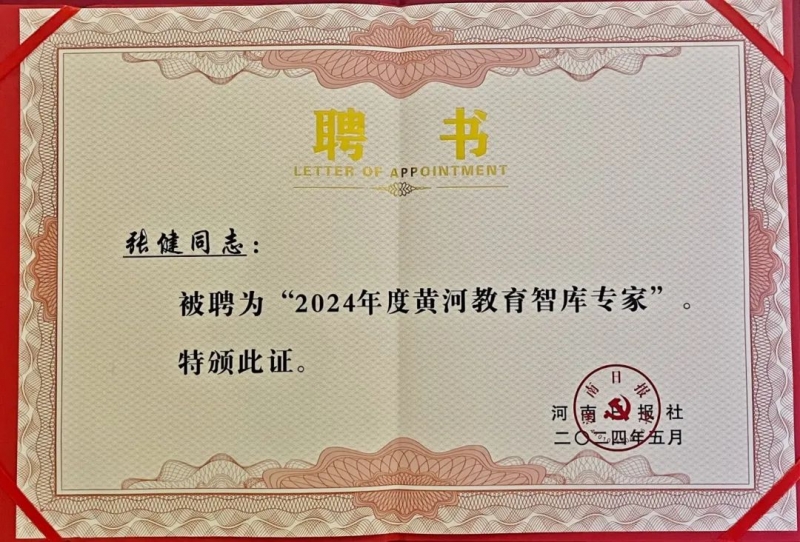 聘 书
LETTER OF APPOINTMENT
张健同志：
被聘为“2024年度黄河教育智库专家”。
特颁此证。
河南日报社
二〇二四年五月